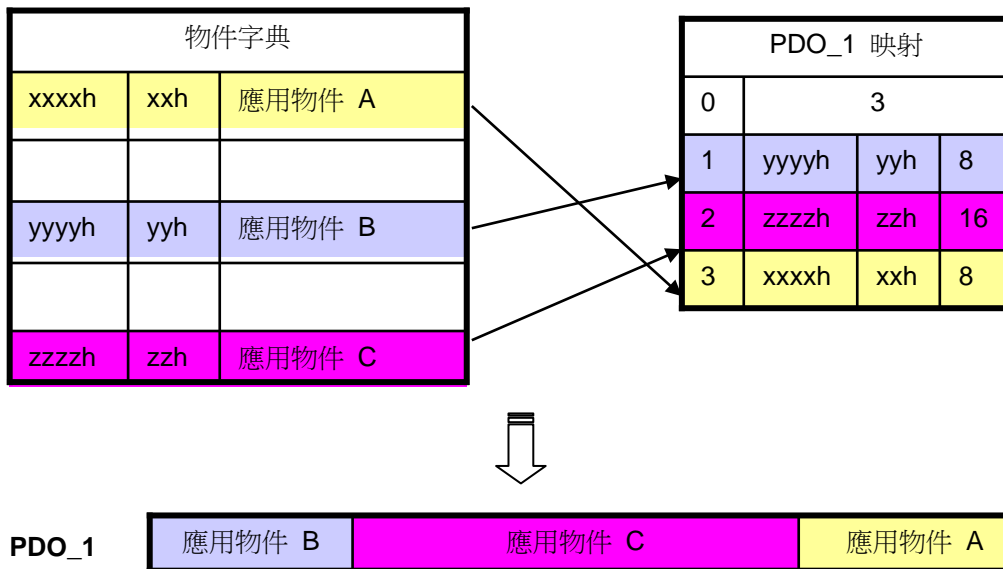 物件字典
xxxxh xxh 應用物件 A
yyyyh yyh 應用物件 B
zzzzh zzh 應用物件 C
PDO_1 映射
0 3
1 yyyyh yyh 8
2 zzzzh zzh 16
3 xxxxh xxh 8
PDO_1 應用物件 B 應用物件 C 應用物件 A